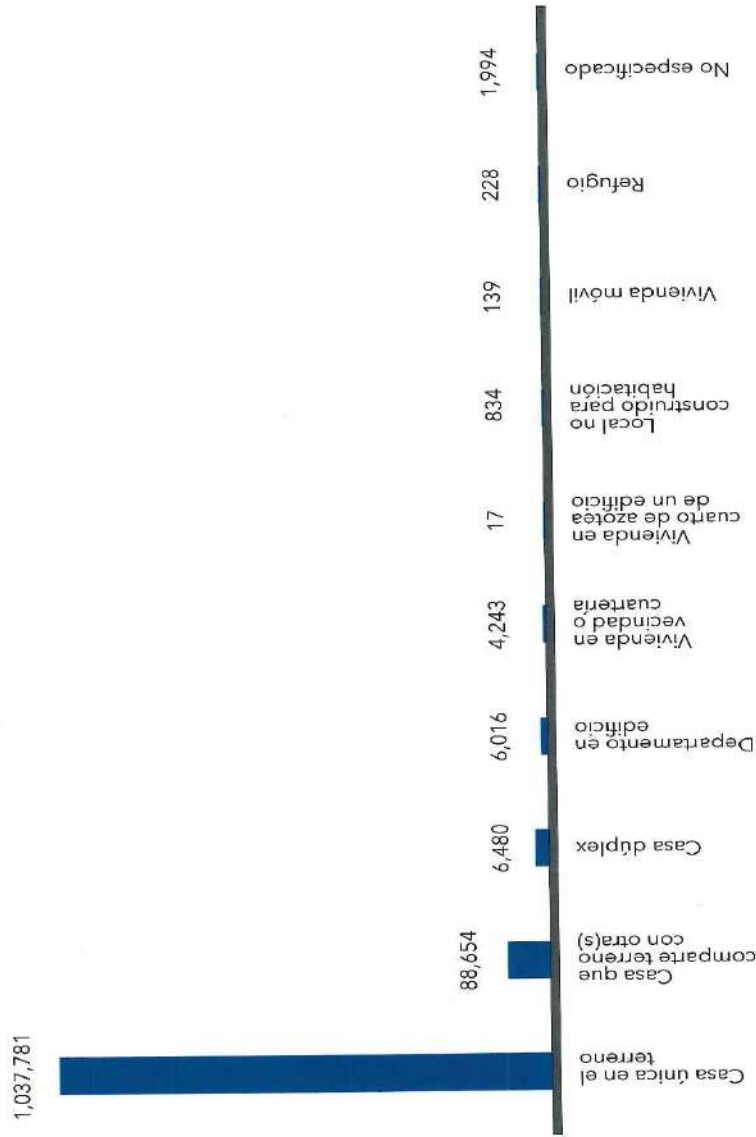 1,037,781
Casa única en el
terreno
88,654
Casa que
comparte terreno
con otra(s)
6,480
Casa dúplex
6,016
Departamento en
edificio
4,243
Vivienda en
vecindad o
cuartería
17
Vivienda en
cuarto de azotea
de un edificio
834
Local no
construido para
habitación
139
Vivienda móvil
228
Refugio
1,994
No especificado